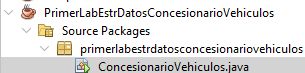 PrimerLabEstrDatosConcesionarioVehiculos
Source Packages
primerlabestrdatosconcesionariovehiculos
ConcesionarioVehiculos.java